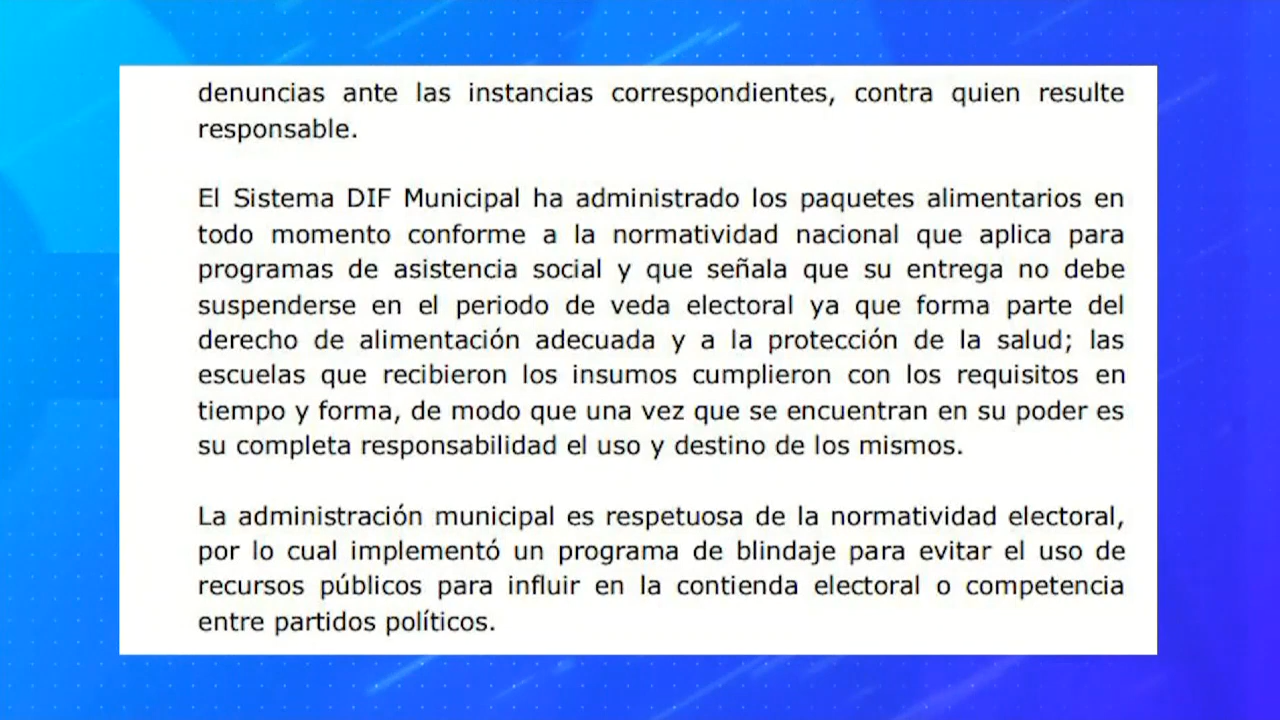 denuncias ante las instancias correspondientes, contra quien resulte
responsable.
El Sistema DIF Municipal ha administrado los paquetes alimentarios en
todo momento conforme a la normatividad nacional que aplica para
programas de asistencia social y que señala que su entrega no debe
suspenderse en el periodo de veda electoral ya que forma parte del
derecho de alimentación adecuada y a la protección de la salud; las
escuelas que recibieron los insumos cumplieron con los requisitos en
tiempo y forma, de modo que una vez que se encuentran en su poder es
su completa responsabilidad el uso y destino de los mismos.
La administración municipal es respetuosa de la normatividad electoral,
por lo cual implementó un programa de blindaje para evitar el uso de
recursos públicos para influir en la contienda electoral o competencia
entre partidos políticos.